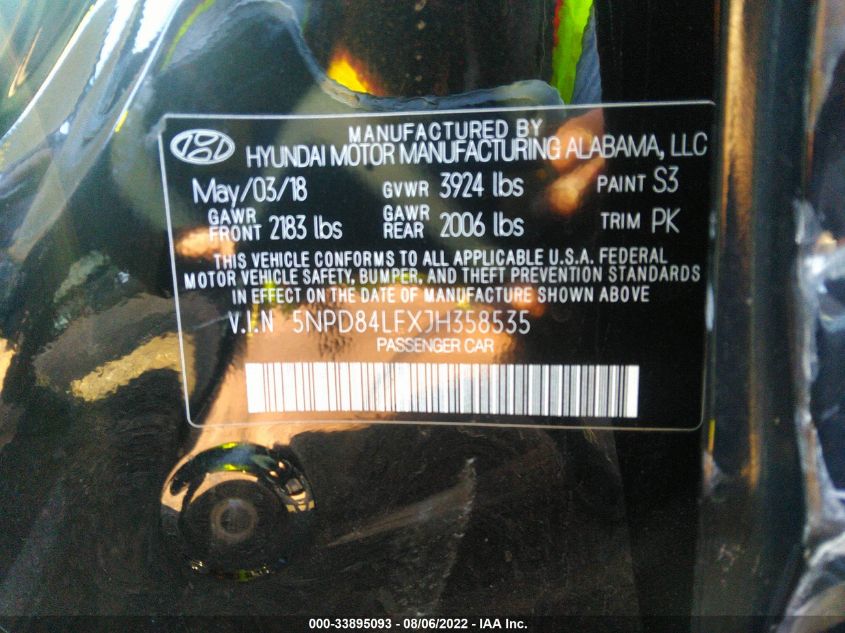 MANUFACTURED BY
HYUNDAI MOTOR MANUFACTURING ALABAMA, LLC
May/03/18 GVWR 3924 lbs PAINT S3
GAWR FRONT 2183 lbs GAWR REAR 2006 lbs TRIM PK
THIS VEHICLE CONFORMS TO ALL APPLICABLE U.S.A. FEDERAL
MOTOR VEHICLE SAFETY, BUMPER, AND THEFT PREVENTION STANDARDS
IN EFFECT ON THE DATE OF MANUFACTURE SHOWN ABOVE
V.I.N 5NPD84LFXJH358535
PASSENGER CAR
000-33895093 - 08/06/2022 - IAA Inc.